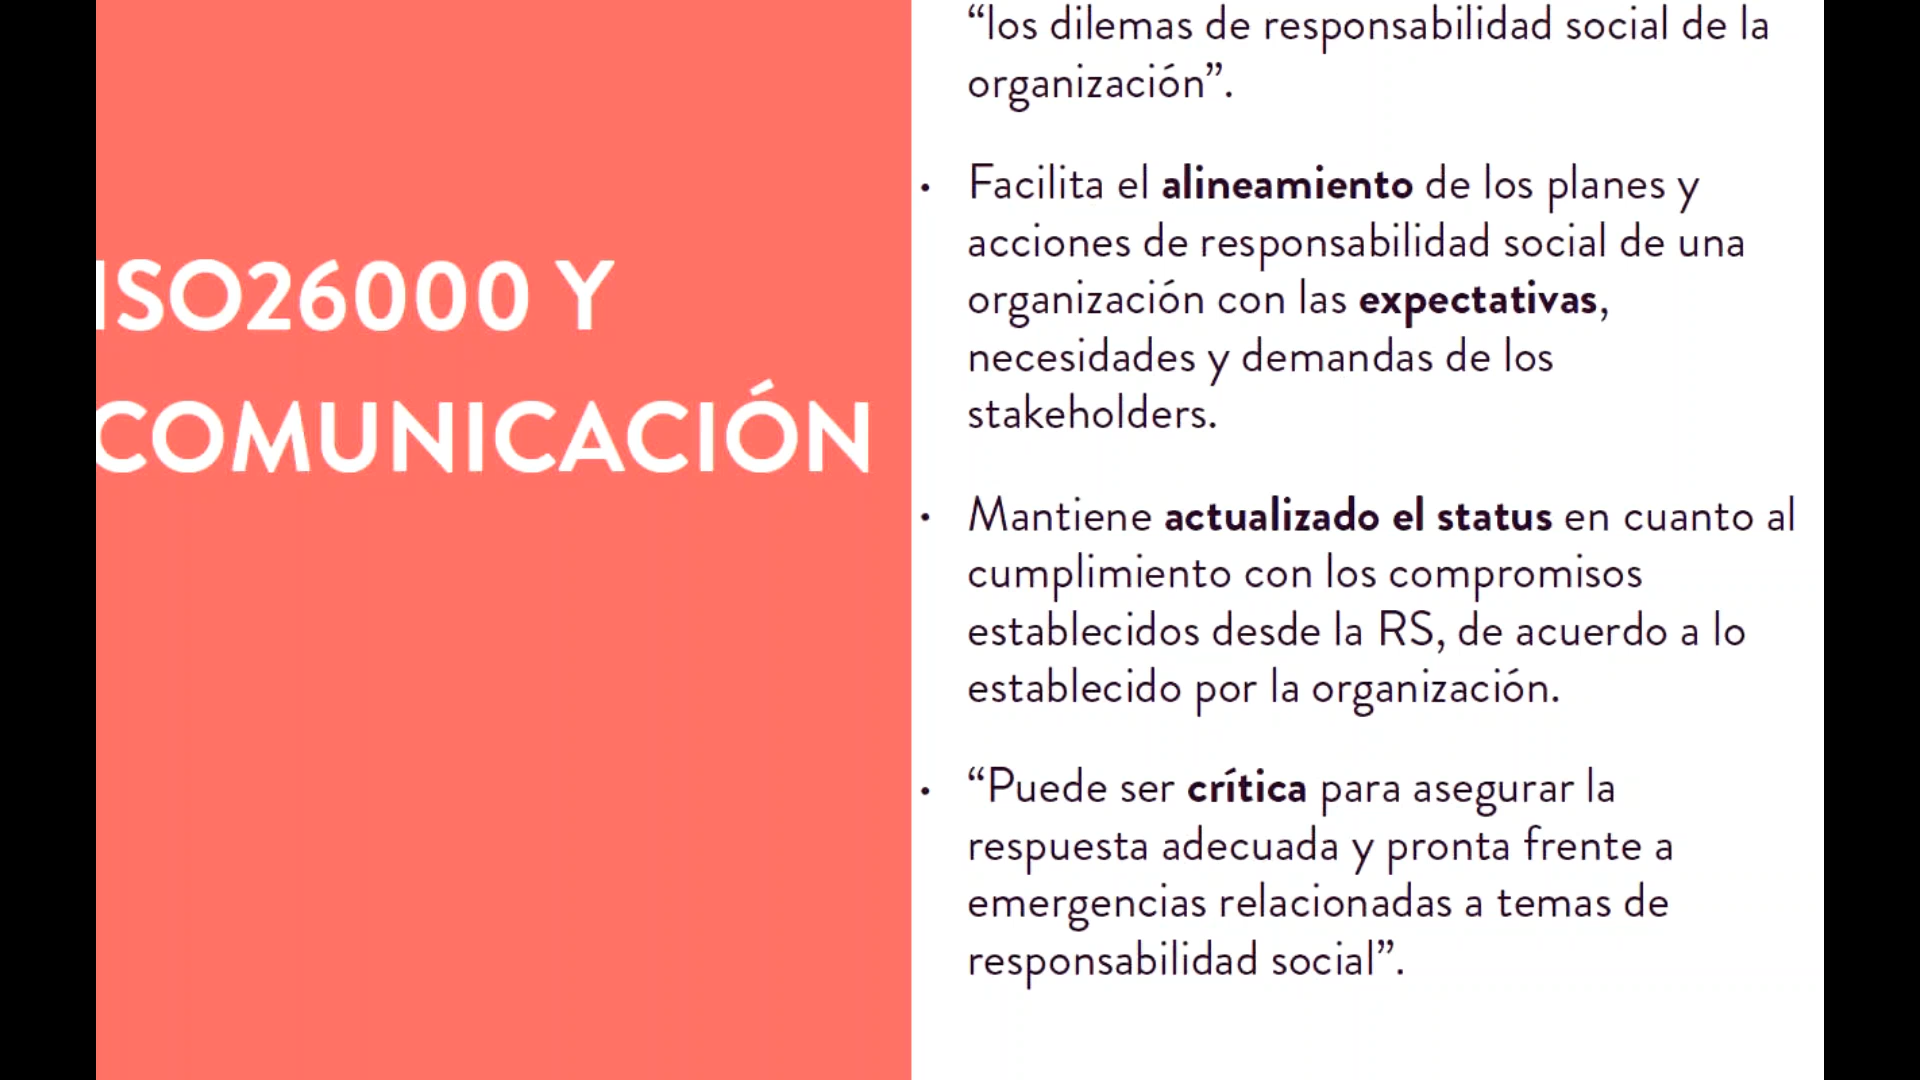 ISO26000 Y
COMUNICACIÓN
“los dilemas de responsabilidad social de la
organización”.
• Facilita el alineamiento de los planes y
acciones de responsabilidad social de una
organización con las expectativas,
necesidades y demandas de los
stakeholders.
• Mantiene actualizado el status en cuanto al
cumplimiento con los compromisos
establecidos desde la RS, de acuerdo a lo
establecido por la organización.
• “Puede ser crítica para asegurar la
respuesta adecuada y pronta frente a
emergencias relacionadas a temas de
responsabilidad social”.